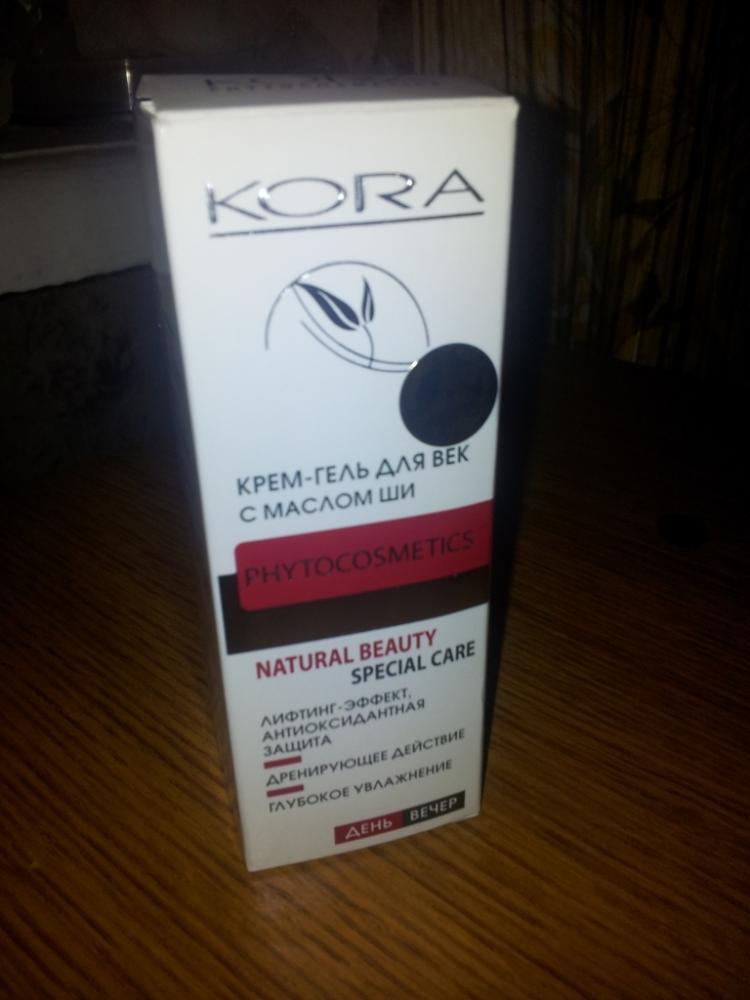 KORA
КРЕМ-ГЕЛЬ ДЛЯ ВЕК
С МАСЛОМ ШИ
PHYTOCOSMETICS
NATURAL BEAUTY
SPECIAL CARE
ЛИФТИНГ-ЭФФЕКТ,
АНТИОКСИДАНТНАЯ
ЗАЩИТА
ДРЕНИРУЮЩЕЕ ДЕЙСТВИЕ
ГЛУБОКОЕ УВЛАЖНЕНИЕ
ДЕНЬ ВЕЧЕР